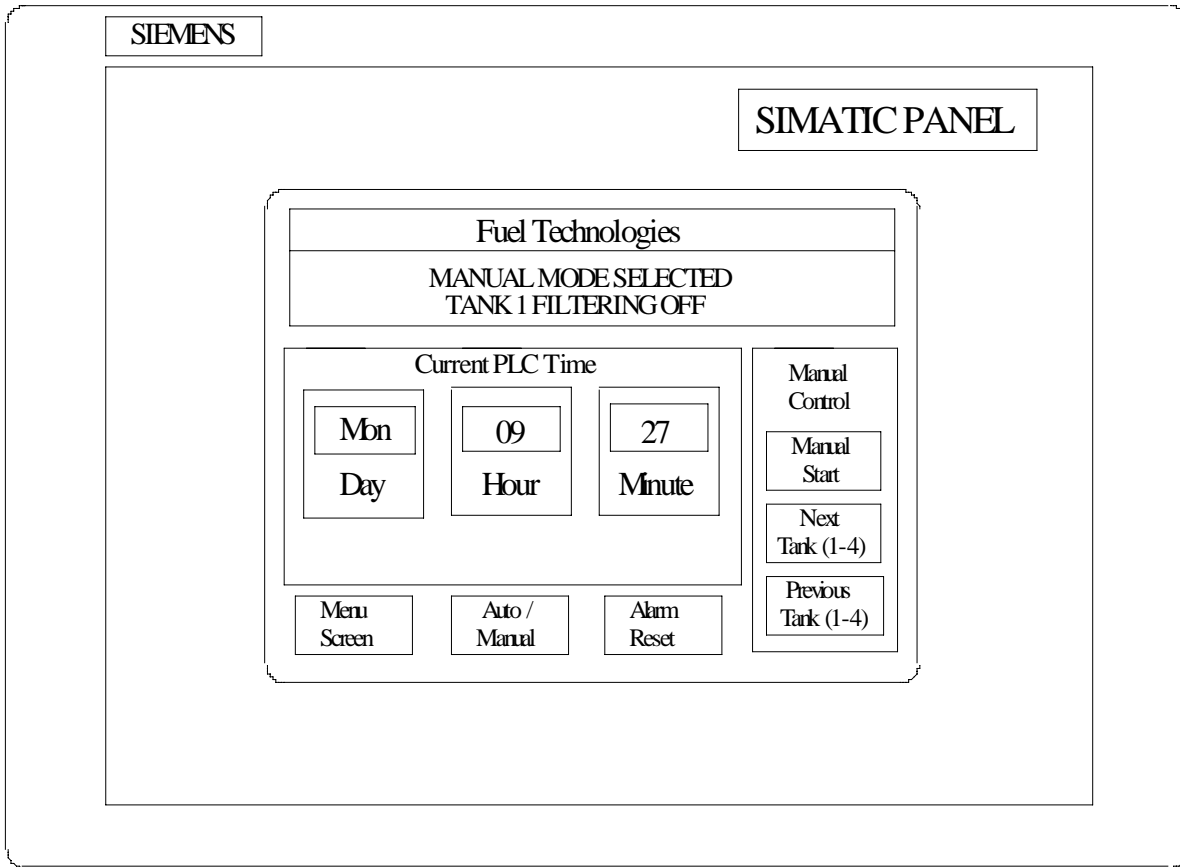 SIEMENS
SIMATIC PANEL
Fuel Technologies
MANUAL MODE SELECTED
TANK 1 FILTERING OFF
Current PLC Time
Mon
Day
09
Hour
27
Minute
Manual
Control
Manual
Start
Next
Tank (1-4)
Previous
Tank (1-4)
Menu
Screen
Auto /
Manual
Alarm
Reset